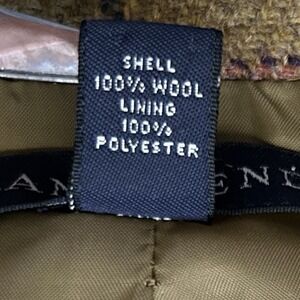 SHELL
100% WOOL
LINING
100%
POLYESTER